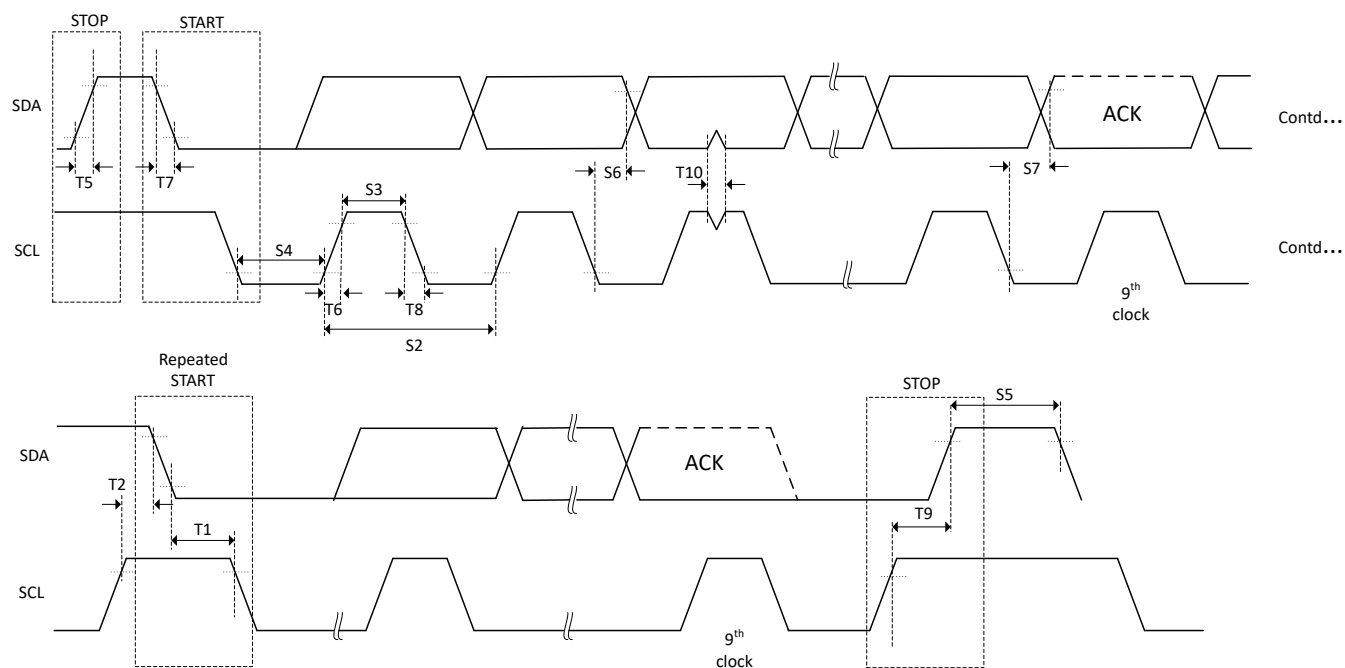 STOP
START
SDA
ACK
Contd...
T5
T7
S6
T10
S7
S3
SCL
S4
Contd...
T6
T8
9th
clock
S2
Repeated
START
STOP
S5
SDA
ACK
T2
T9
T1
SCL
9th
clock